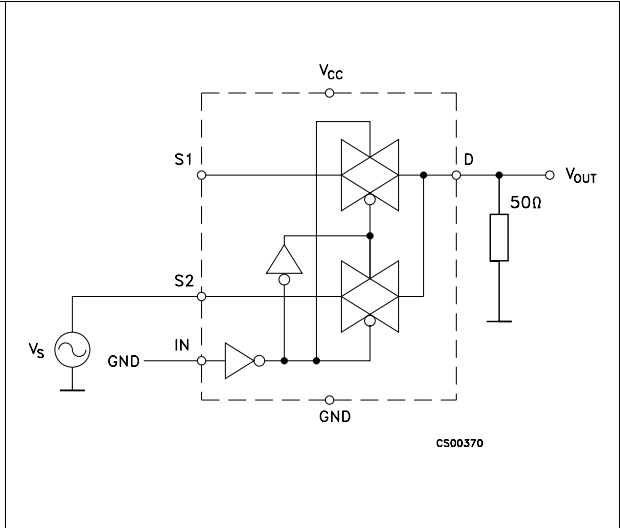 VCC
S1
D
VOUT
50Ω
S2
VS
IN
GND
GND
CS00370